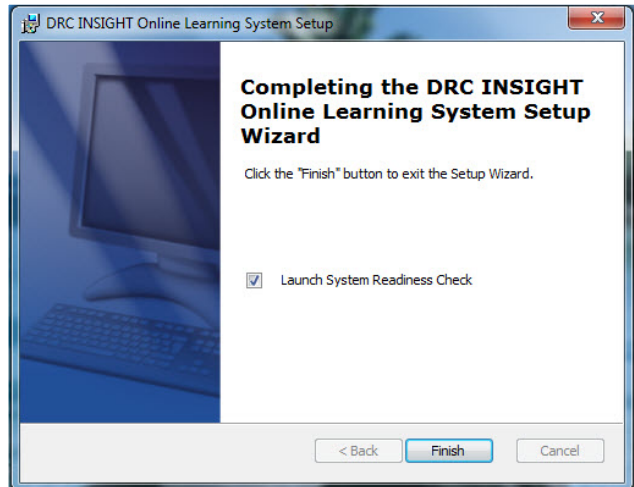 DRC INSIGHT Online Learning System Setup
Completing the DRC INSIGHT
Online Learning System Setup
Wizard
Click the "Finish" button to exit the Setup Wizard.
Launch System Readiness Check
< Back Finish Cancel